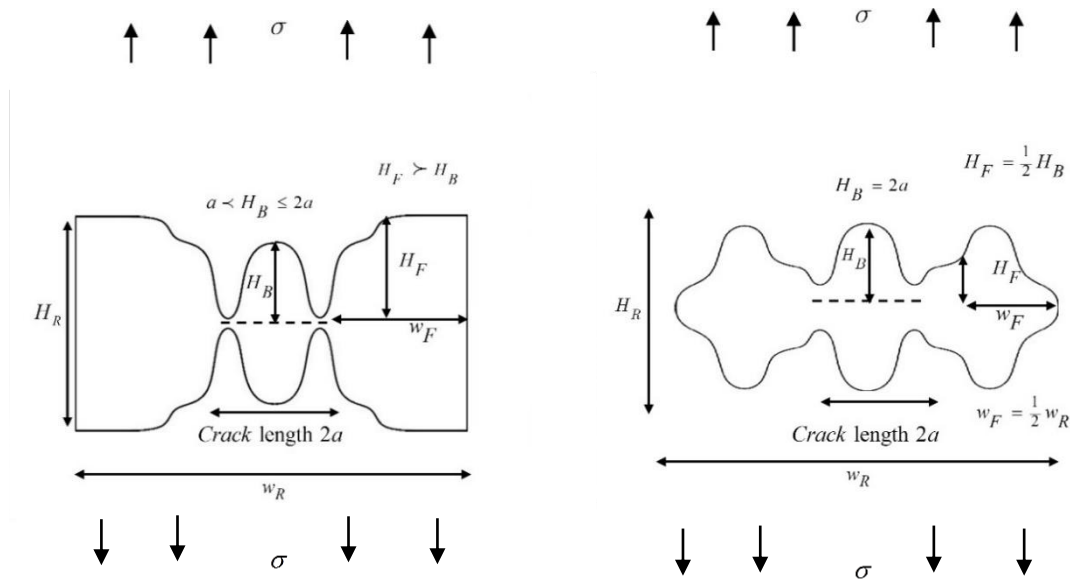 σ
H_F ≻ H_B
a ≺ H_B ≤ 2a
H_B
H_F
H_R
w_F
Crack length 2a
w_R
σ
σ
H_F = 1/2 H_B
H_B = 2a
H_B
H_F
H_R
w_F
w_F = 1/2 w_R
Crack length 2a
w_R
σ